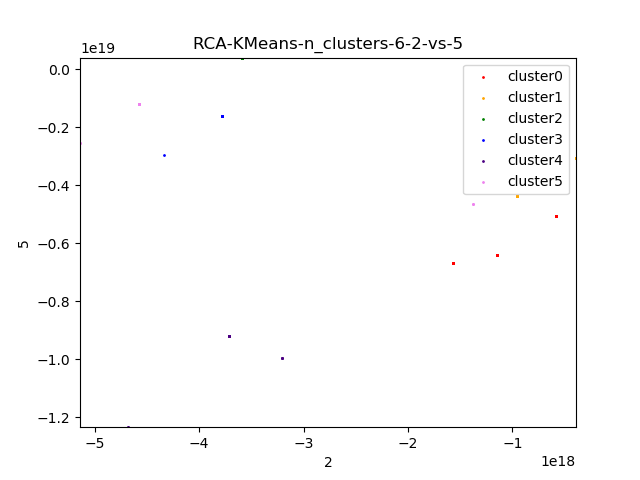 RCA-KMeans-n_clusters-6-2-vs-5
1e19
0.0
−0.2
−0.4
−0.6
−0.8
−1.0
−1.2
5
cluster0
cluster1
cluster2
cluster3
cluster4
cluster5
−5
−4
−3
−2
−1
2
1e18